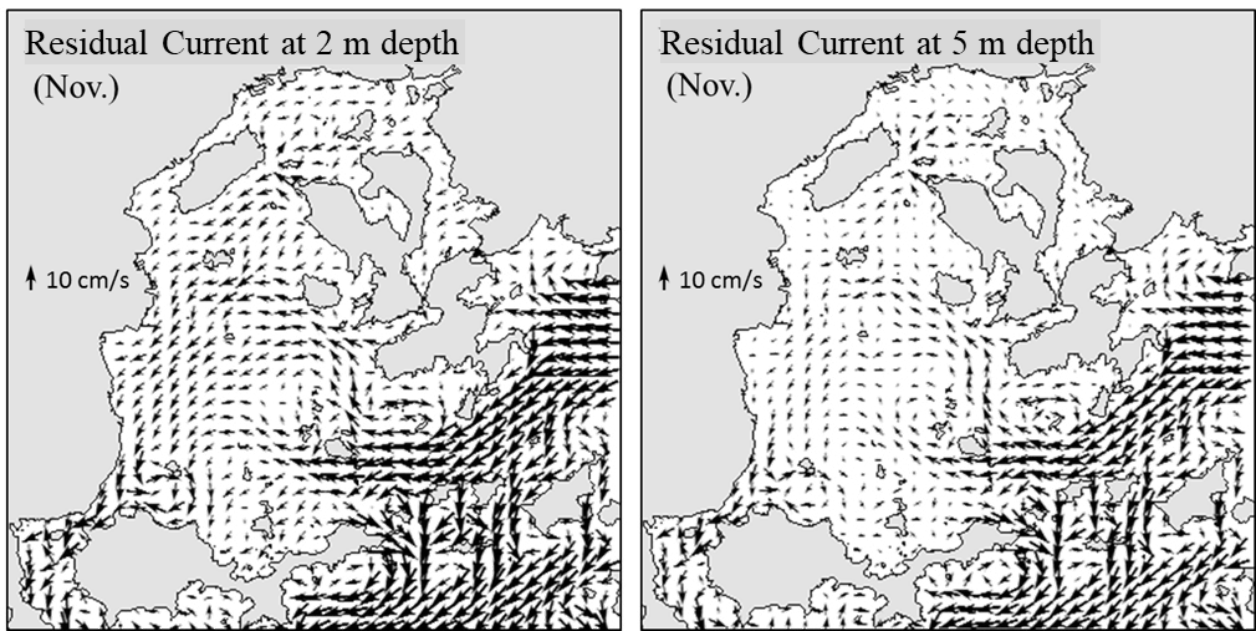 Residual Current at 2 m depth
(Nov.)
10 cm/s
Residual Current at 5 m depth
(Nov.)
10 cm/s